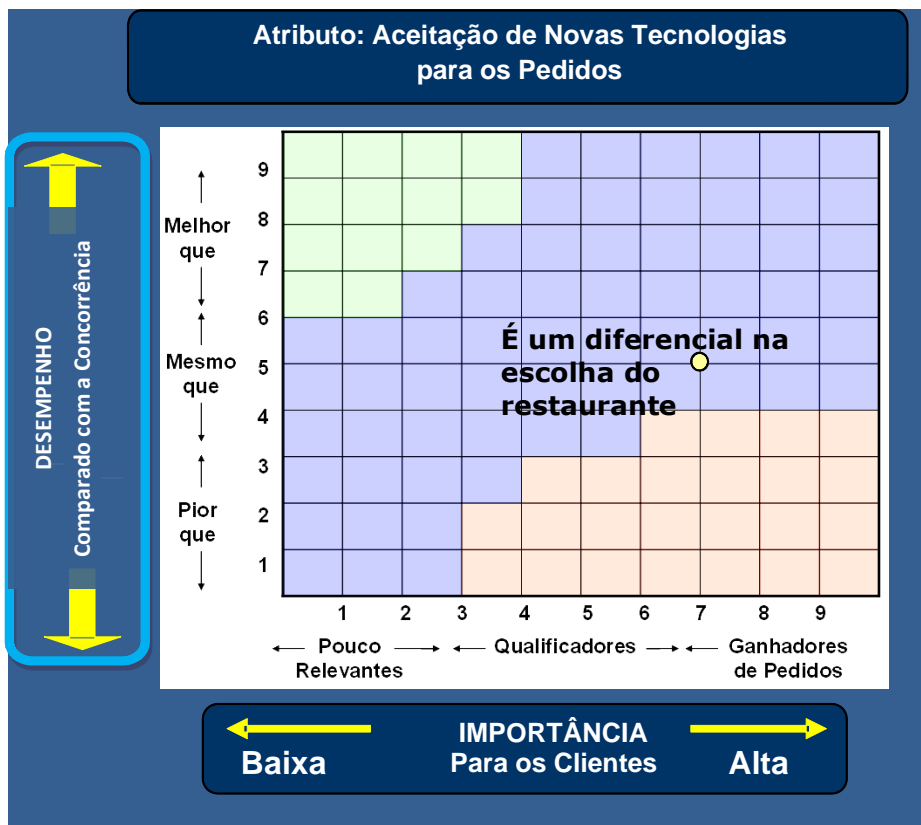 Atributo: Aceitação de Novas Tecnologias
para os Pedidos
DESEMPENHO
Comparado com a Concorrência
9
8
7
6
5
4
3
2
1
Melhor
que
Mesmo
que
Pior
que
É um diferencial na
escolha do
restaurante
1 2 3 4 5 6 7 8 9
Pouco
Relevantes
Qualificadores
Ganhadores
de Pedidos
IMPORTÂNCIA
Para os Clientes
Baixa
Alta